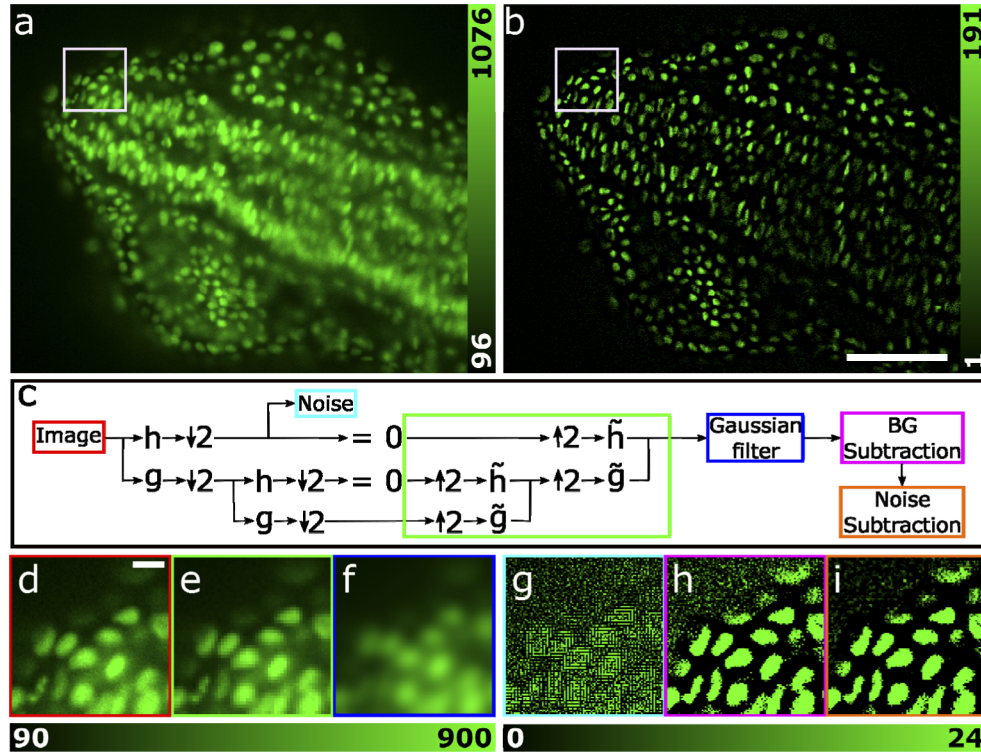 a
1076
96
b
191
1
c
Noise
Image
h ↓2 = 0 ↑2 h̃
Gaussian
filter
BG
Subtraction
g ↓2 h ↓2 = 0 ↑2 h̃ ↑2 g̃
g ↓2 ↑2 g̃
Noise
Subtraction
d
e
f
g
h
i
90
900
0
24